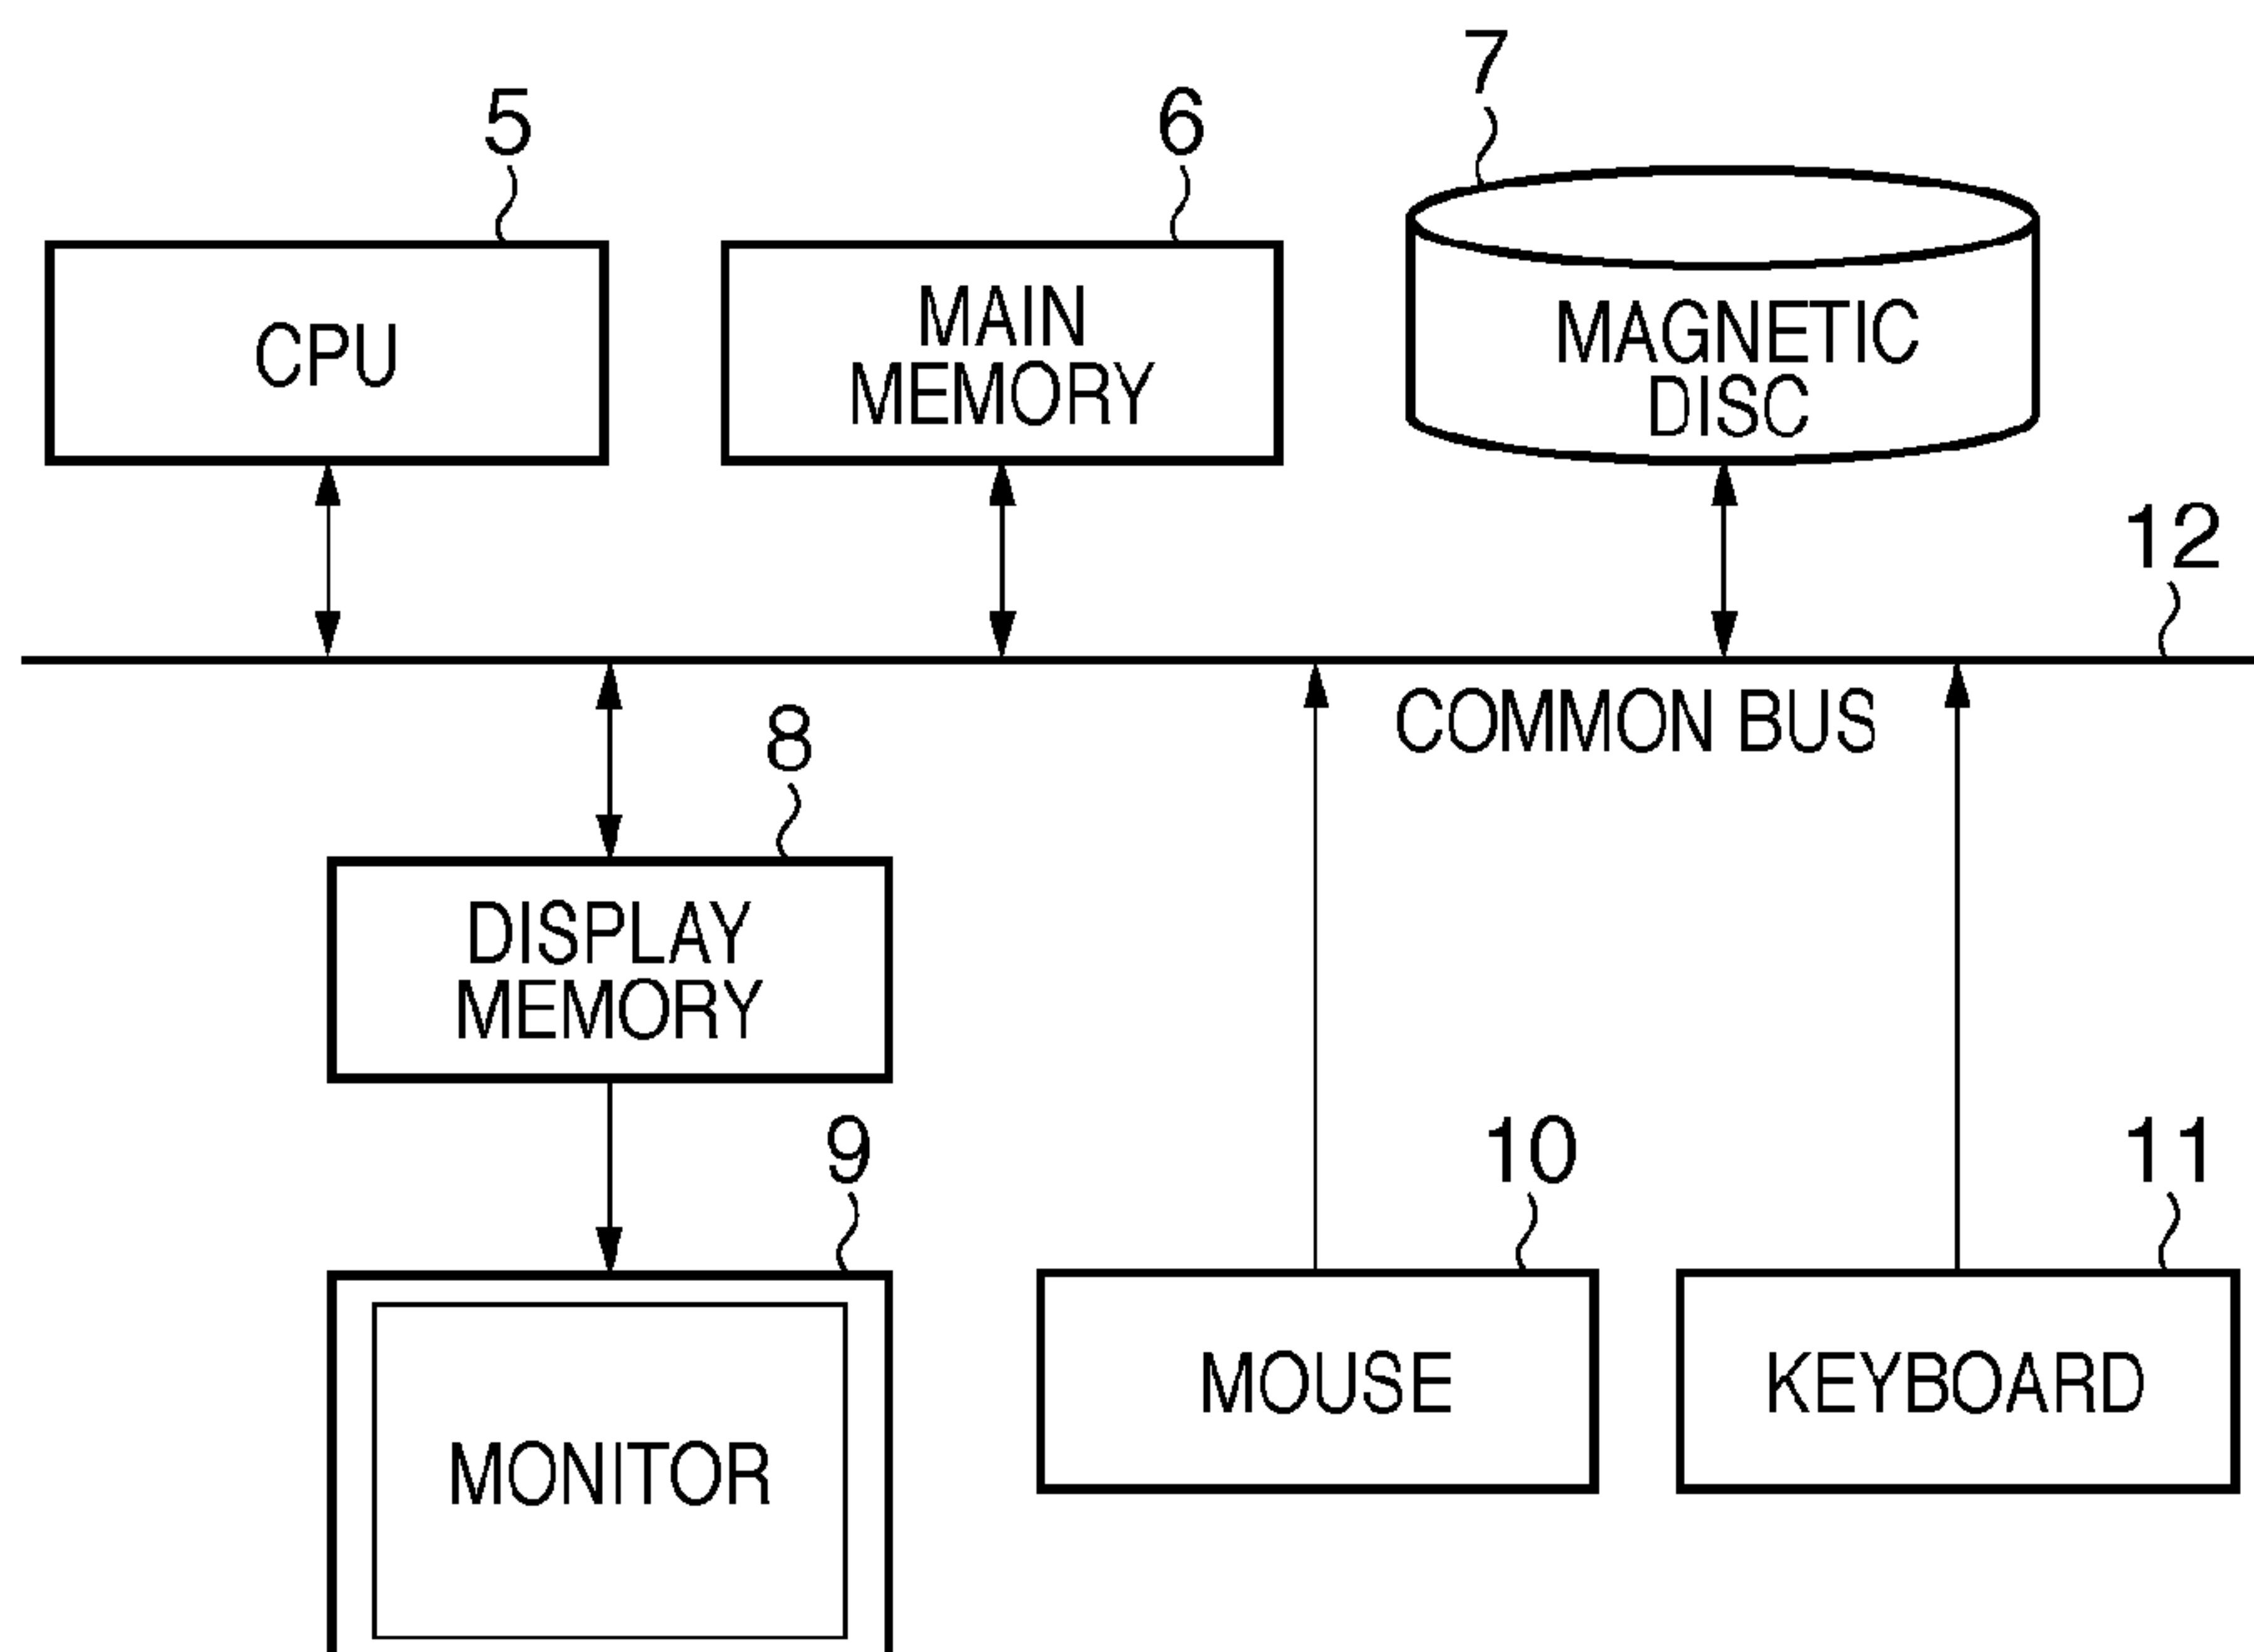 7
5
6
CPU
MAIN
MEMORY
MAGNETIC
DISC
12
COMMON BUS
8
DISPLAY
MEMORY
9
10
11
MONITOR
MOUSE
KEYBOARD